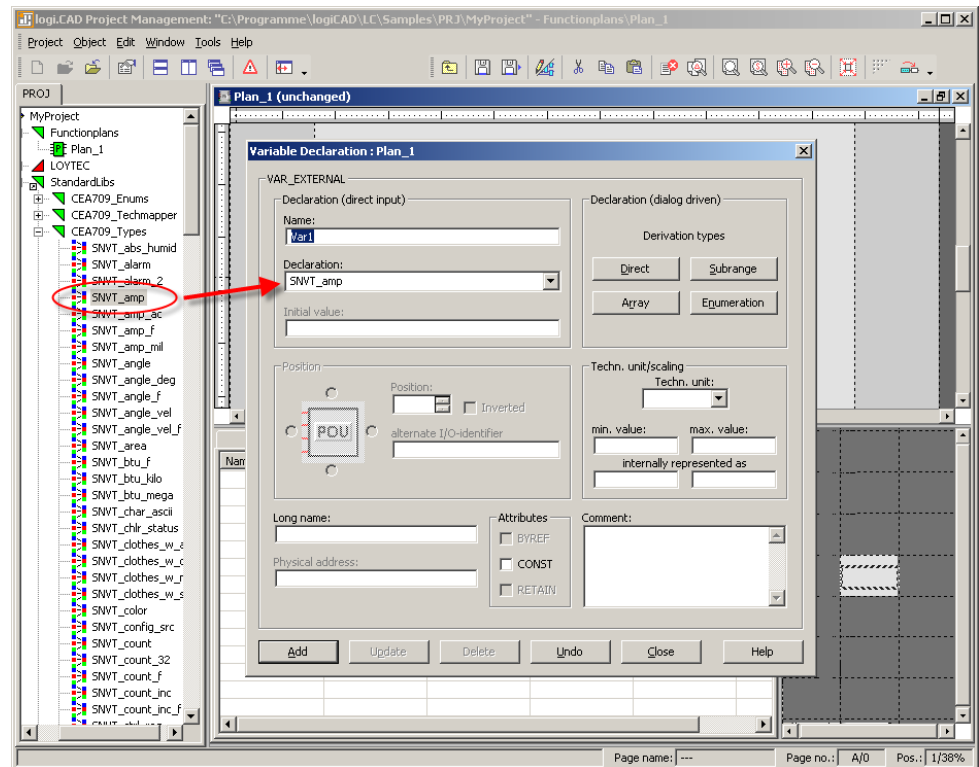 logi.CAD Project Management: "C:\Programme\logiCAD\LC\Samples\PRJ\MyProject" - Functionplans\Plan_1
Project Object Edit Window Tools Help
PROJ
MyProject
Functionplans
Plan_1
LOYTEC
StandardLibs
CEA709_Enums
CEA709_Techmapper
CEA709_Types
SNVT_abs_humid
SNVT_alarm
SNVT_alarm_2
SNVT_amp
SNVT_amp_ac
SNVT_amp_f
SNVT_amp_mil
SNVT_angle
SNVT_angle_deg
SNVT_angle_f
SNVT_angle_vel
SNVT_angle_vel_f
SNVT_area
SNVT_btu_f
SNVT_btu_kilo
SNVT_btu_mega
SNVT_char_ascii
SNVT_chlr_status
SNVT_clothes_w_
SNVT_clothes_w_
SNVT_clothes_w_
SNVT_clothes_w_
SNVT_color
SNVT_config_src
SNVT_count
SNVT_count_32
SNVT_count_f
SNVT_count_inc
SNVT_count_inc_f
Plan_1 (unchanged)
Nam
Variable Declaration : Plan_1
VAR_EXTERNAL
Declaration (direct input)
Name:
Var1
Declaration:
SNVT_amp
Initial value:
Declaration (dialog driven)
Derivation types
Direct Subrange
Array Enumeration
Position
Position:
Inverted
POU
alternate I/O-identifier
Techn. unit/scaling
Techn. unit:
min. value: max. value:
internally represented as
Long name:
Physical address:
Attributes
BYREF
CONST
RETAIN
Comment:
Add Update Delete Undo Close Help
Page name: --- Page no.: A/0 Pos.: 1/38%